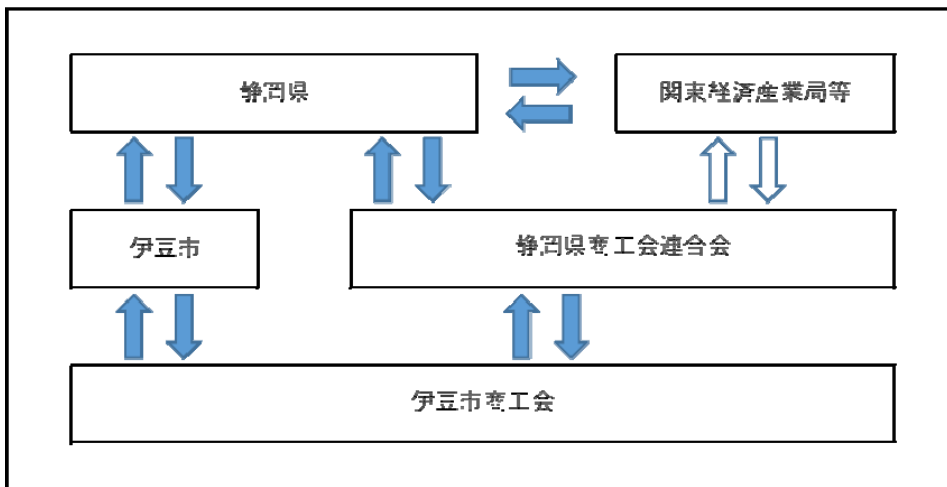 静岡県
関東経済産業局等
伊豆市
静岡県商工会連合会
伊豆市商工会